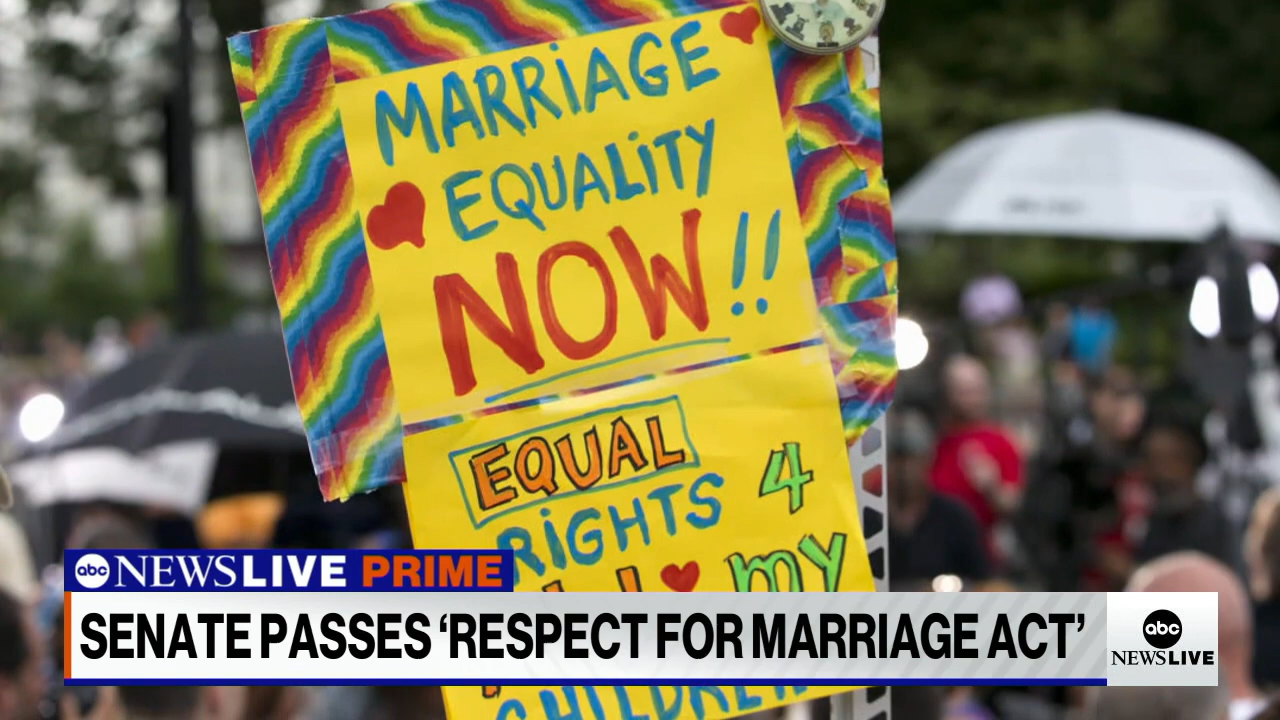 MARRIAGE
EQUALITY
NOW!!
EQUAL
RIGHTS 4
my
CHILDREN
abc NEWS LIVE PRIME
SENATE PASSES ‘RESPECT FOR MARRIAGE ACT’
abc
NEWS LIVE